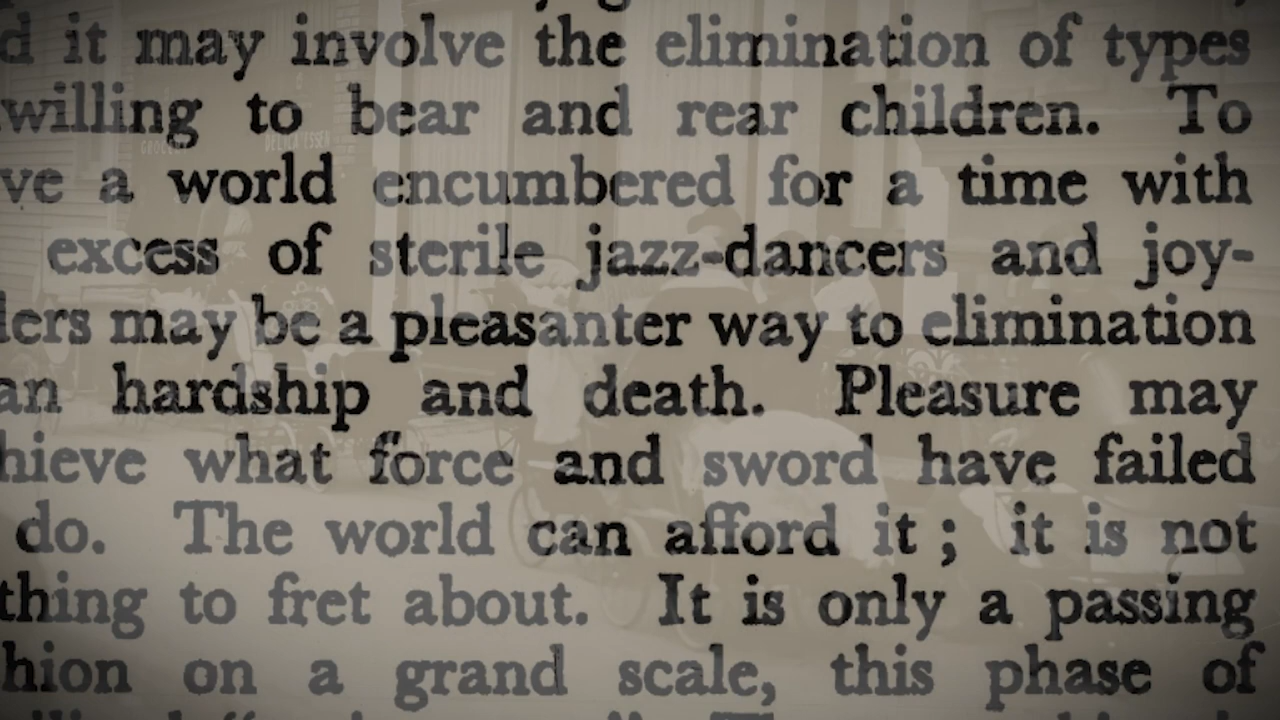 d it may involve the elimination of types
willing to bear and rear children. To
ve a world encumbered for a time with
excess of sterile jazz-dancers and joy-
ders may be a pleasanter way to elimination
an hardship and death. Pleasure may
hieve what force and sword have failed
do. The world can afford it; it is not
thing to fret about. It is only a passing
hion on a grand scale, this phase of
GROCERY
DELICATESSEN